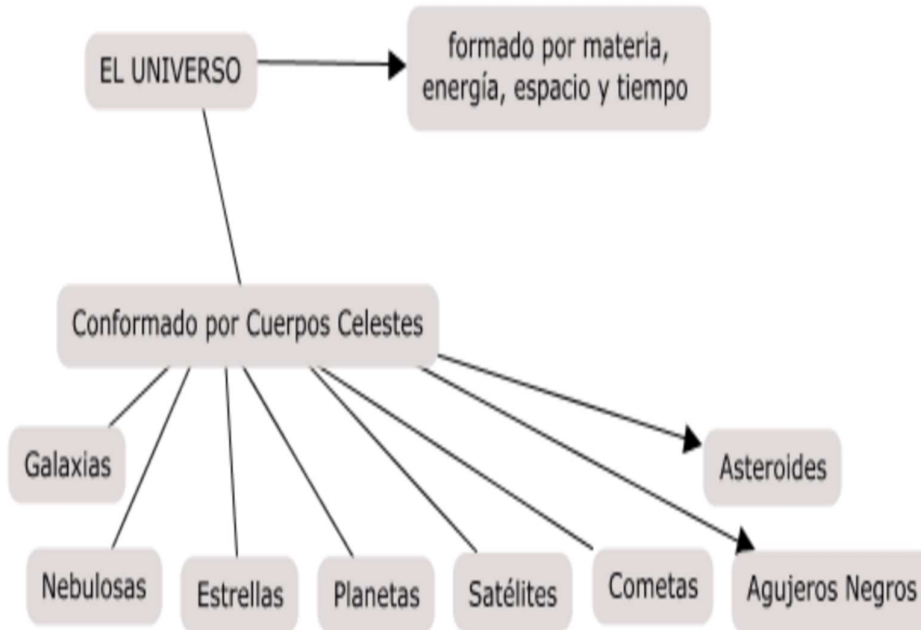 EL UNIVERSO
formado por materia,
energía, espacio y tiempo
Conformado por Cuerpos Celestes
Galaxias
Asteroides
Nebulosas
Estrellas
Planetas
Satélites
Cometas
Agujeros Negros